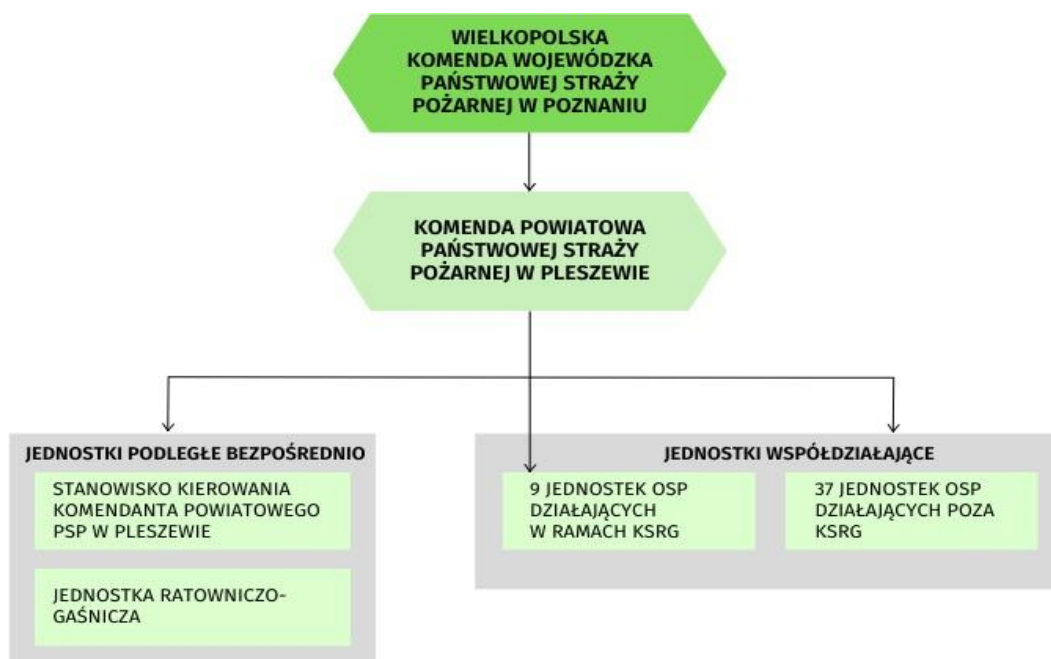 WIELKOPOLSKA
KOMENDA WOJEWÓDZKA
PAŃSTWOWEJ STRAŻY
POŻARNEJ W POZNANIU
KOMENDA POWIATOWA
PAŃSTWOWEJ STRAŻY
POŻARNEJ W PLESZEWIE
JEDNOSTKI PODLEGŁE BEZPOŚREDNIO
STANOWISKO KIEROWANIA
KOMENDANTA POWIATOWEGO
PSP W PLESZEWIE
JEDNOSTKA RATOWNICZO-
GAŚNICZA
JEDNOSTKI WSPÓŁDZIAŁAJĄCE
9 JEDNOSTEK OSP
DZIAŁAJĄCYCH
W RAMACH KSRG
37 JEDNOSTEK OSP
DZIAŁAJĄCYCH POZA
KSRG